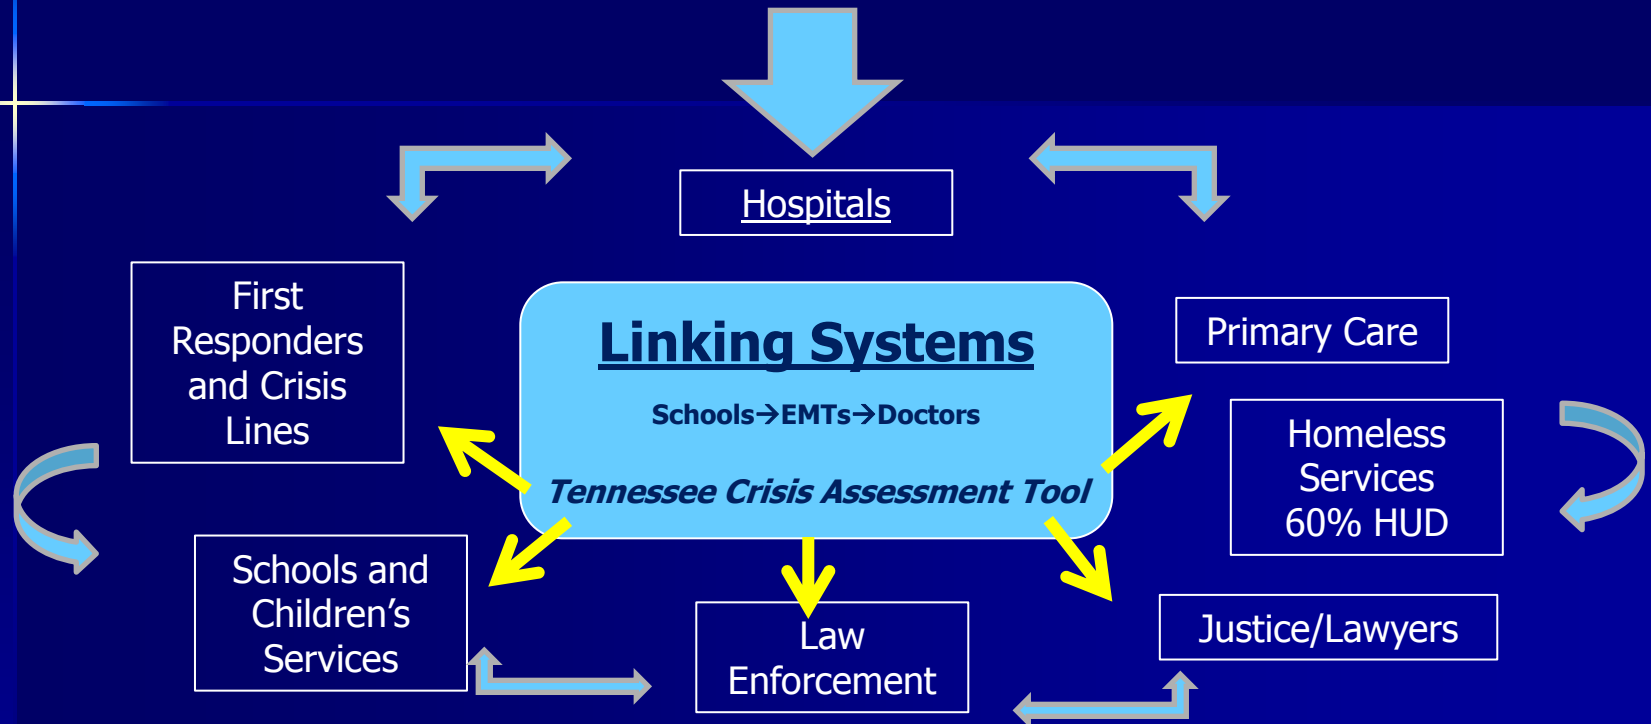 Hospitals
First
Responders
and Crisis
Lines
Linking Systems
Schools→EMTs→Doctors
Tennessee Crisis Assessment Tool
Primary Care
Homeless
Services
60% HUD
Schools and
Children’s
Services
Law
Enforcement
Justice/Lawyers